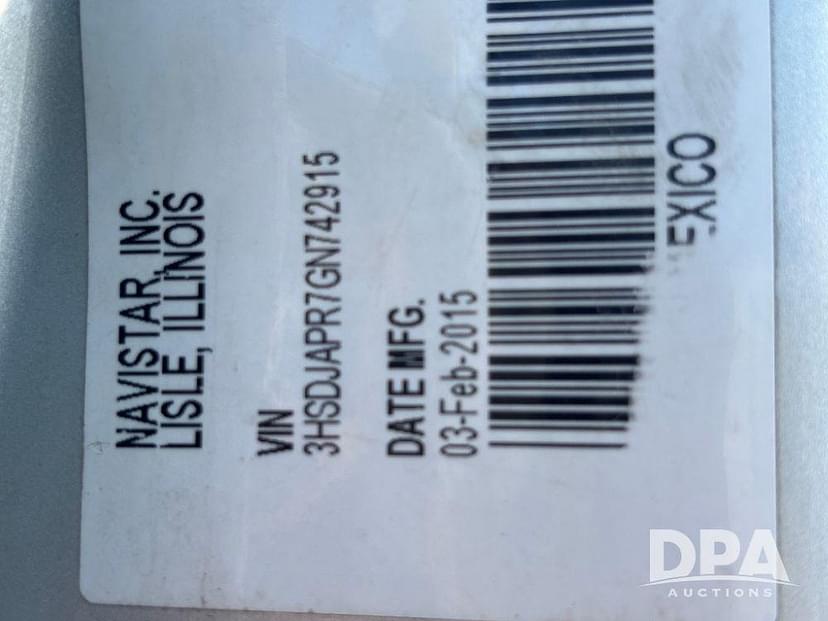 NAVISTAR, INC.
LISLE, ILLINOIS
VIN
3HSDJAPR7GN742915
DATE MFG.
03-Feb-2015
EXICO
DPA
AUCTIONS